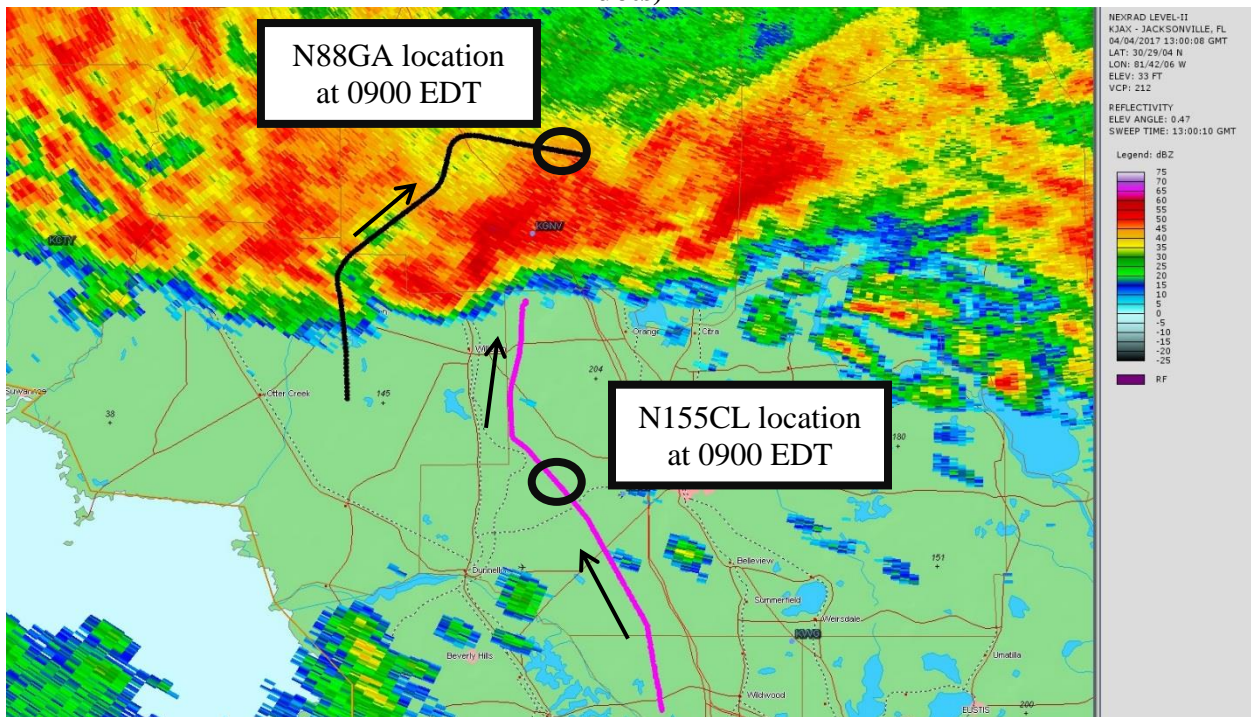 N88GA location
at 0900 EDT
N155CL location
at 0900 EDT
KGNV
Otter Creek
145
38
204
Citra
180
151
Dunnello
Belleview
Summerfield
Weirsdale
Beverly Hills
Wildwood
Umatilla
EUSTIS
200
NEXRAD LEVEL-II
KJAX - JACKSONVILLE, FL
04/04/2017 13:00:08 GMT
LAT: 30/29/04 N
LON: 81/42/06 W
ELEV: 33 FT
VCP: 212
REFLECTIVITY
ELEV ANGLE: 0.47
SWEEP TIME: 13:00:10 GMT
Legend: dBZ
75
70
65
60
55
50
45
40
35
30
25
20
15
10
5
0
-5
-10
-15
-20
-25
RF